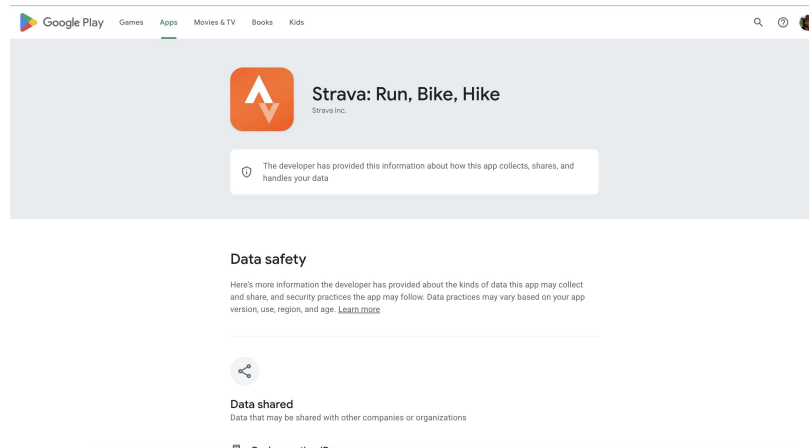 Google Play Games Apps Movies & TV Books Kids
Strava: Run, Bike, Hike
Strava Inc.
The developer has provided this information about how this app collects, shares, and
handles your data
Data safety
Here's more information the developer has provided about the kinds of data this app may collect
and share, and security practices the app may follow. Data practices may vary based on your app
version, use, region, and age. Learn more
Data shared
Data that may be shared with other companies or organizations